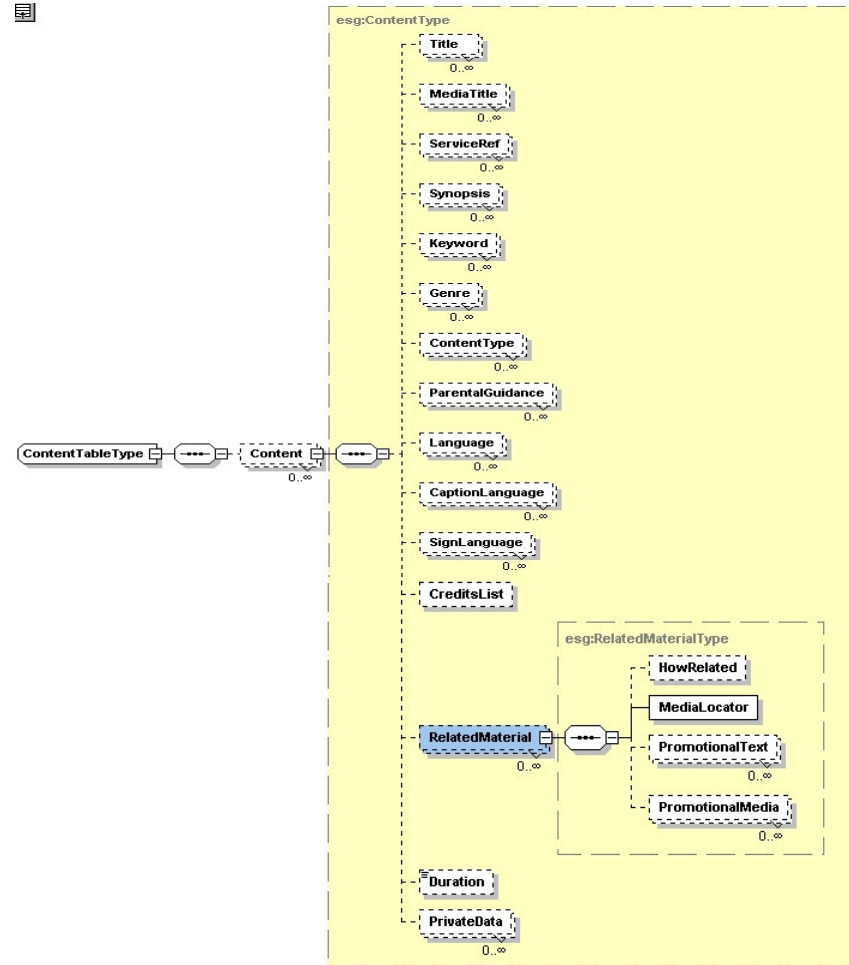 esg:ContentType
Title
0..∞
MediaTitle
0..∞
ServiceRef
0..∞
Synopsis
0..∞
Keyword
0..∞
Genre
0..∞
ContentType
0..∞
ParentalGuidance
0..∞
ContentTableType
Content
0..∞
Language
0..∞
CaptionLanguage
0..∞
SignLanguage
0..∞
CreditsList
esg:RelatedMaterialType
HowRelated
MediaLocator
RelatedMaterial
0..∞
PromotionalText
0..∞
PromotionalMedia
0..∞
Duration
PrivateData
0..∞